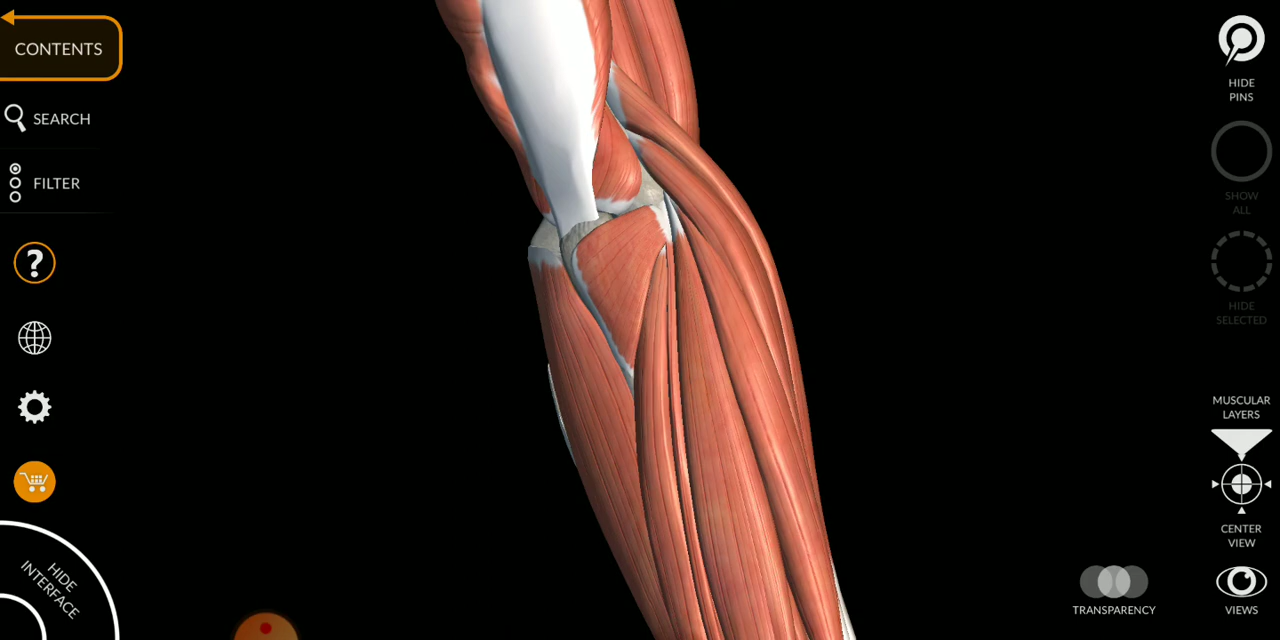 CONTENTS
SEARCH
FILTER
?
HIDE
INTERFACE
HIDE
PINS
SHOW
ALL
HIDE
SELECTED
MUSCULAR
LAYERS
CENTER
VIEW
TRANSPARENCY
VIEWS